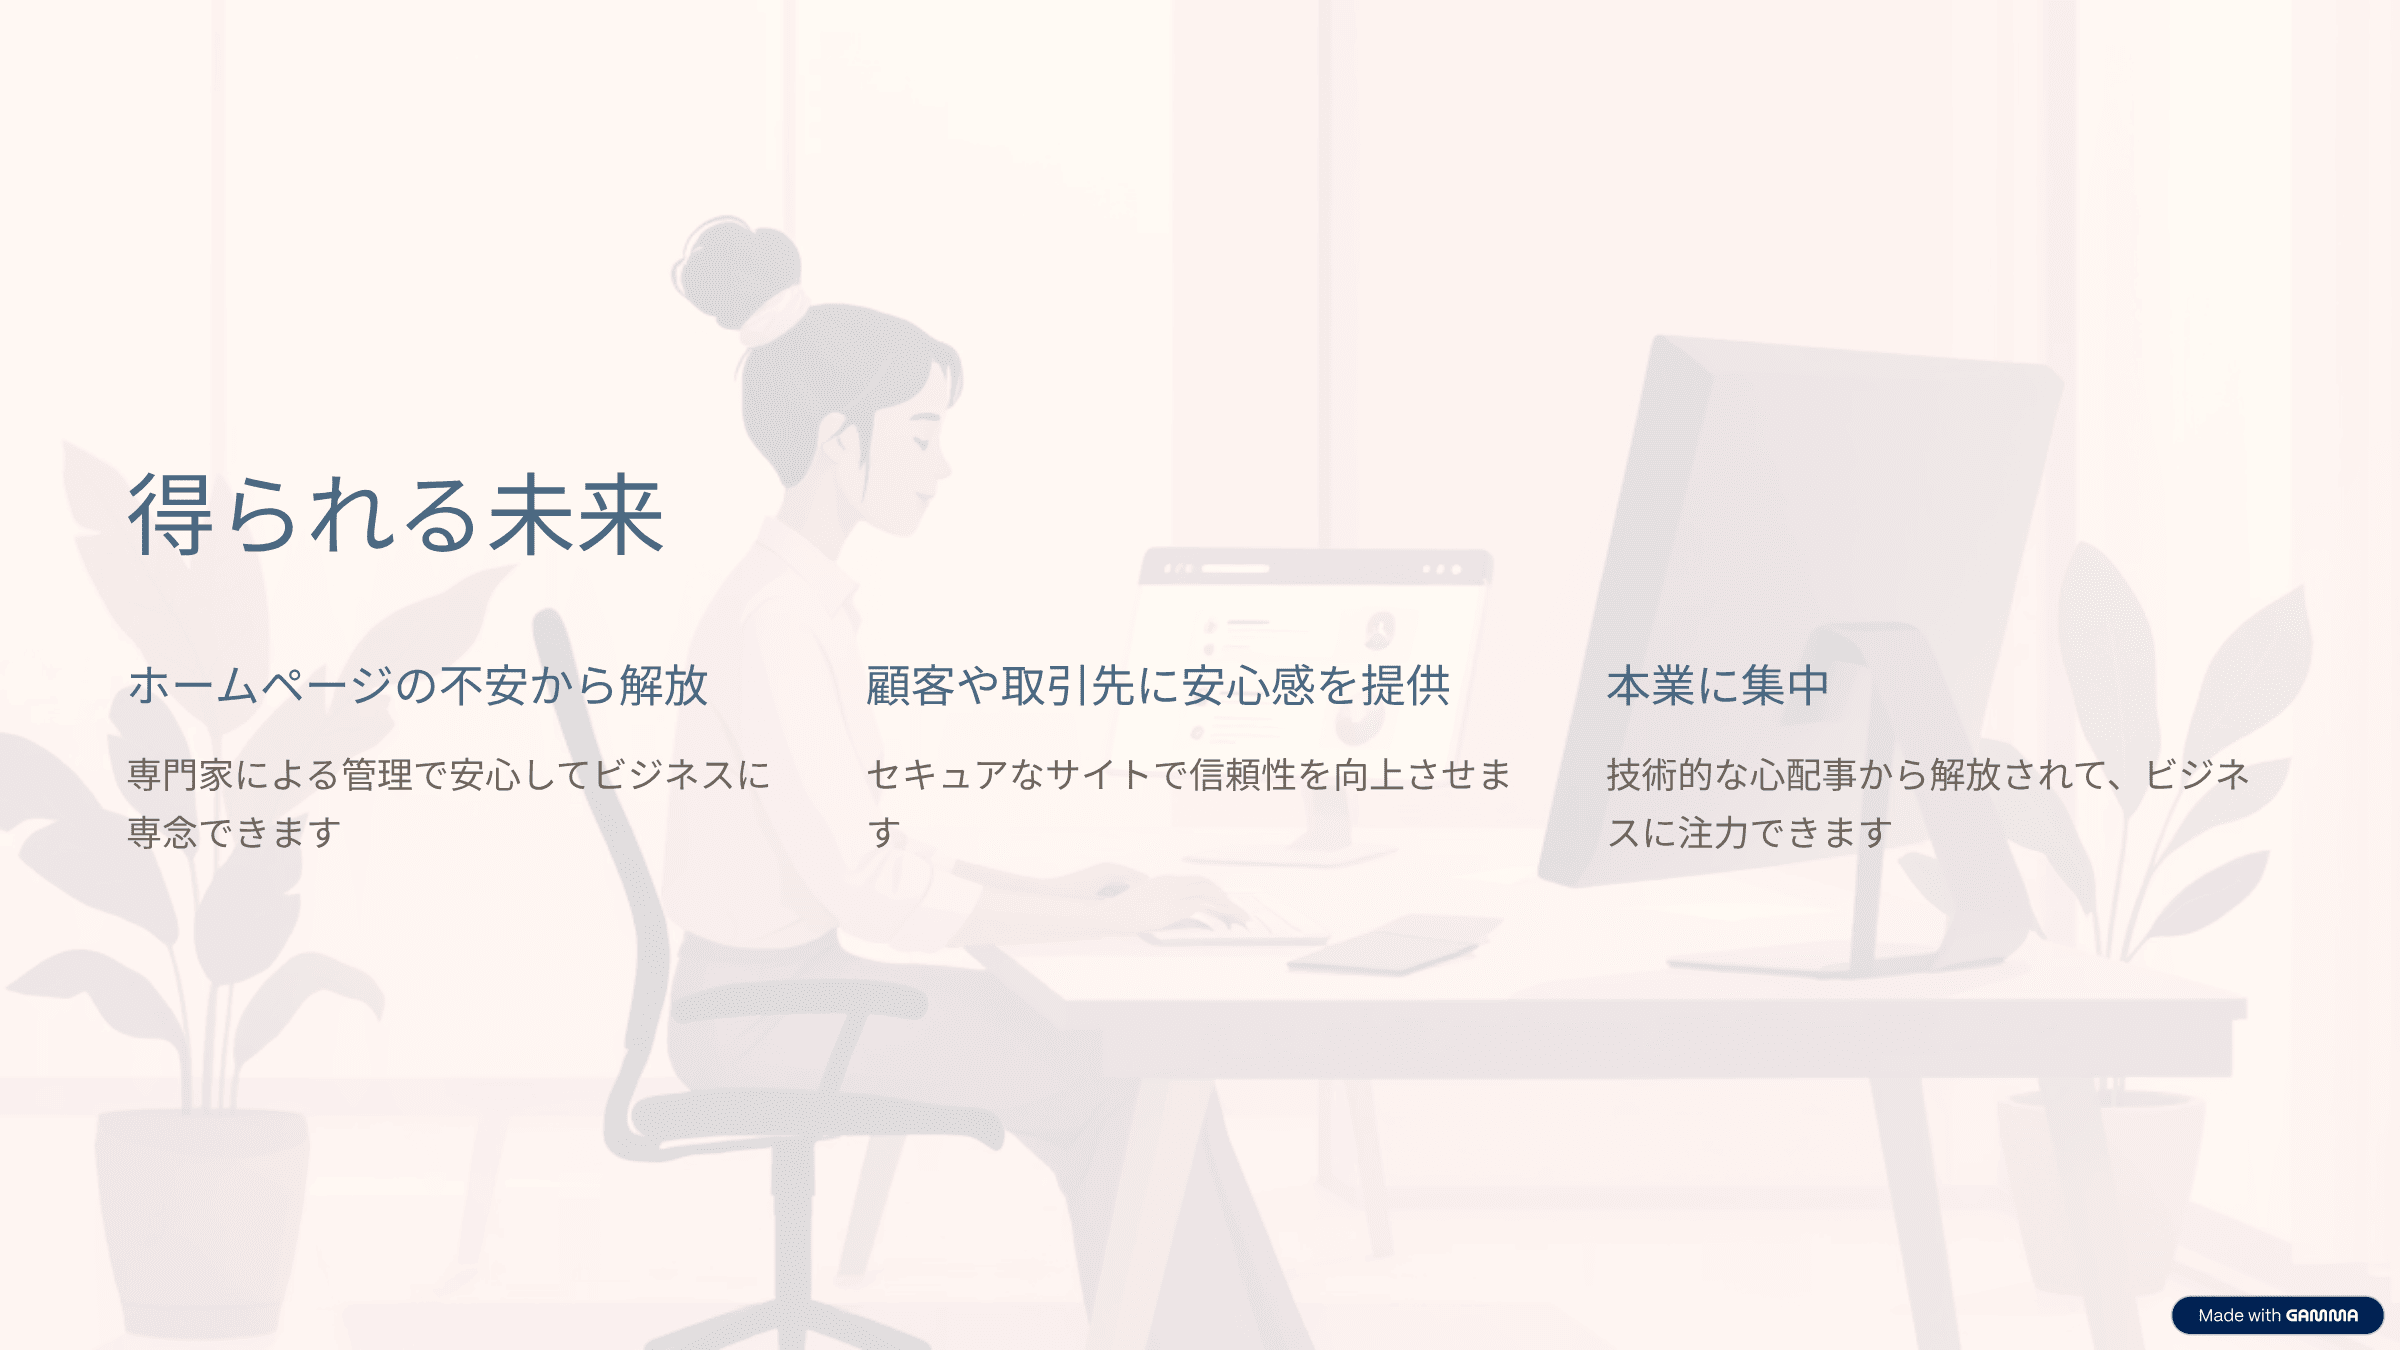 得られる未来
ホームページの不安から解放
専門家による管理で安心してビジネスに
専念できます
顧客や取引先に安心感を提供
セキュアなサイトで信頼性を向上させま
す
本業に集中
技術的な心配事から解放されて、ビジネ
スに注力できます
Made with GAMMA